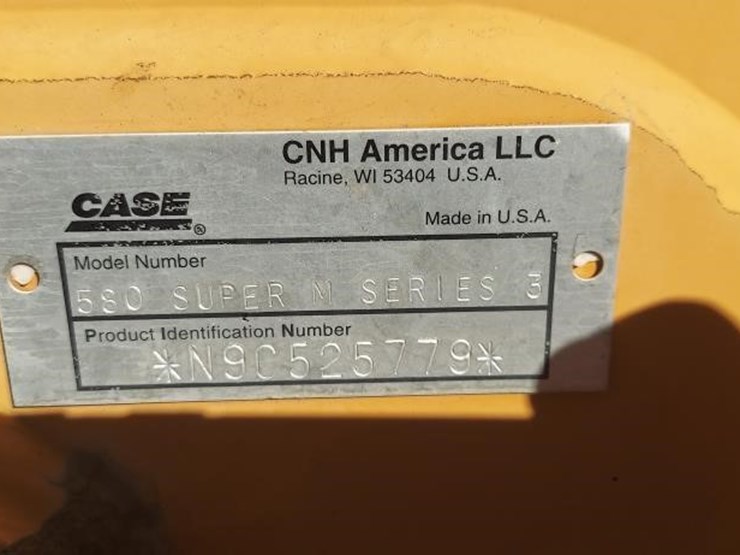 CNH America LLC
Racine, WI 53404 U.S.A.
CASE®
Made in U.S.A.
Model Number
580 SUPER M SERIES 3
Product Identification Number
*N9C525779*